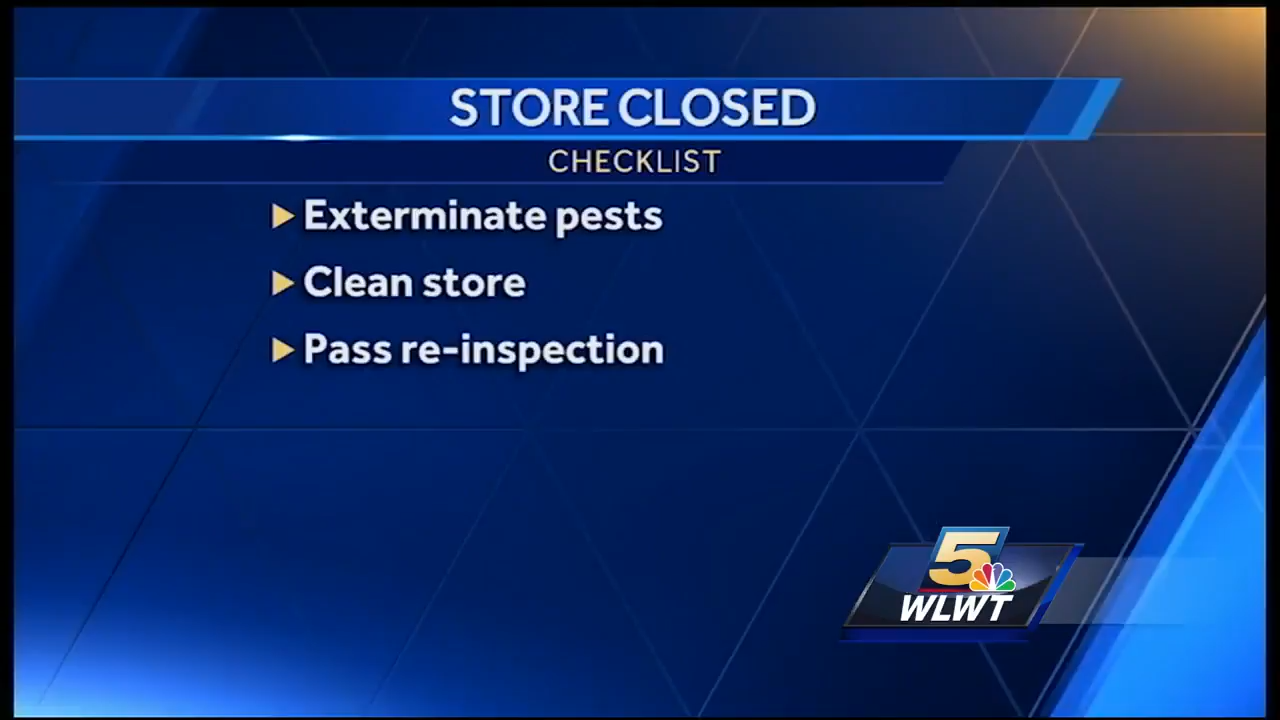 STORE CLOSED
CHECKLIST
Exterminate pests
Clean store
Pass re-inspection
5
WLWT